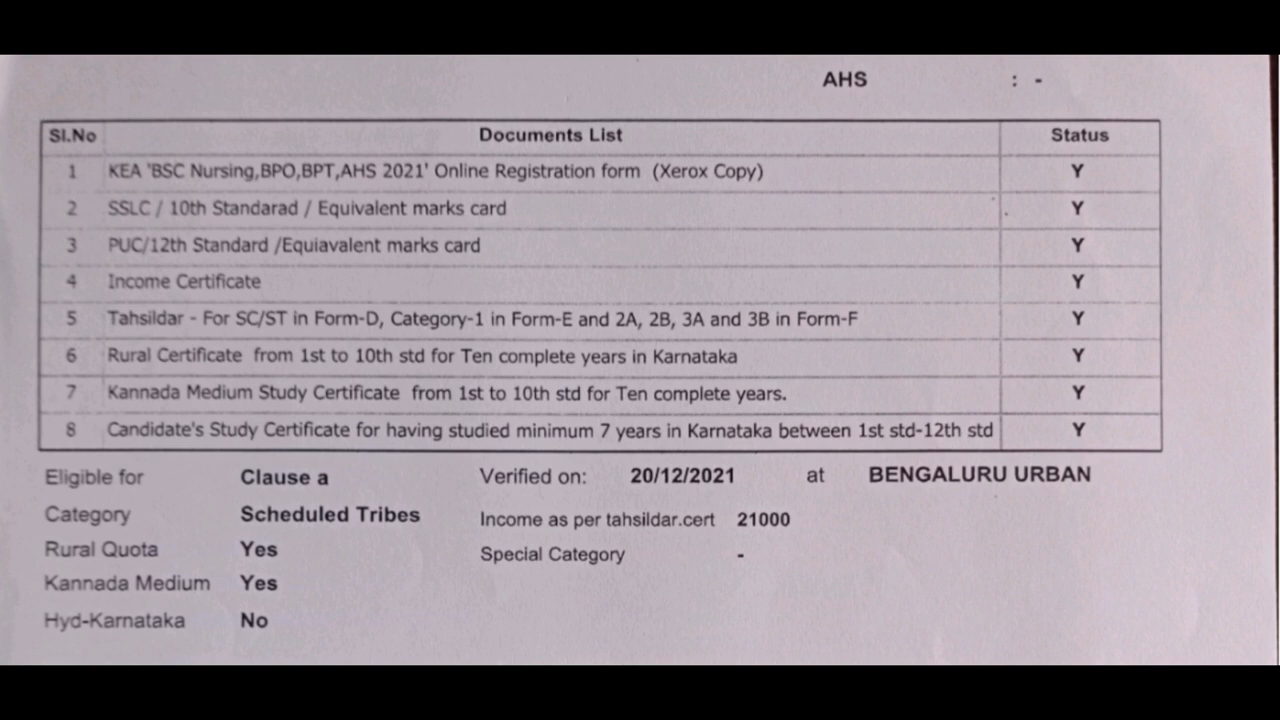 AHS : -
Sl.No Documents List Status
1 KEA 'BSC Nursing,BPO,BPT,AHS 2021' Online Registration form (Xerox Copy) Y
2 SSLC / 10th Standarad / Equivalent marks card Y
3 PUC/12th Standard /Equiavalent marks card Y
4 Income Certificate Y
5 Tahsildar - For SC/ST in Form-D, Category-1 in Form-E and 2A, 2B, 3A and 3B in Form-F Y
6 Rural Certificate from 1st to 10th std for Ten complete years in Karnataka Y
7 Kannada Medium Study Certificate from 1st to 10th std for Ten complete years. Y
8 Candidate's Study Certificate for having studied minimum 7 years in Karnataka between 1st std-12th std Y
Eligible for Clause a Verified on: 20/12/2021 at BENGALURU URBAN
Category Scheduled Tribes Income as per tahsildar.cert 21000
Rural Quota Yes Special Category -
Kannada Medium Yes
Hyd-Karnataka No